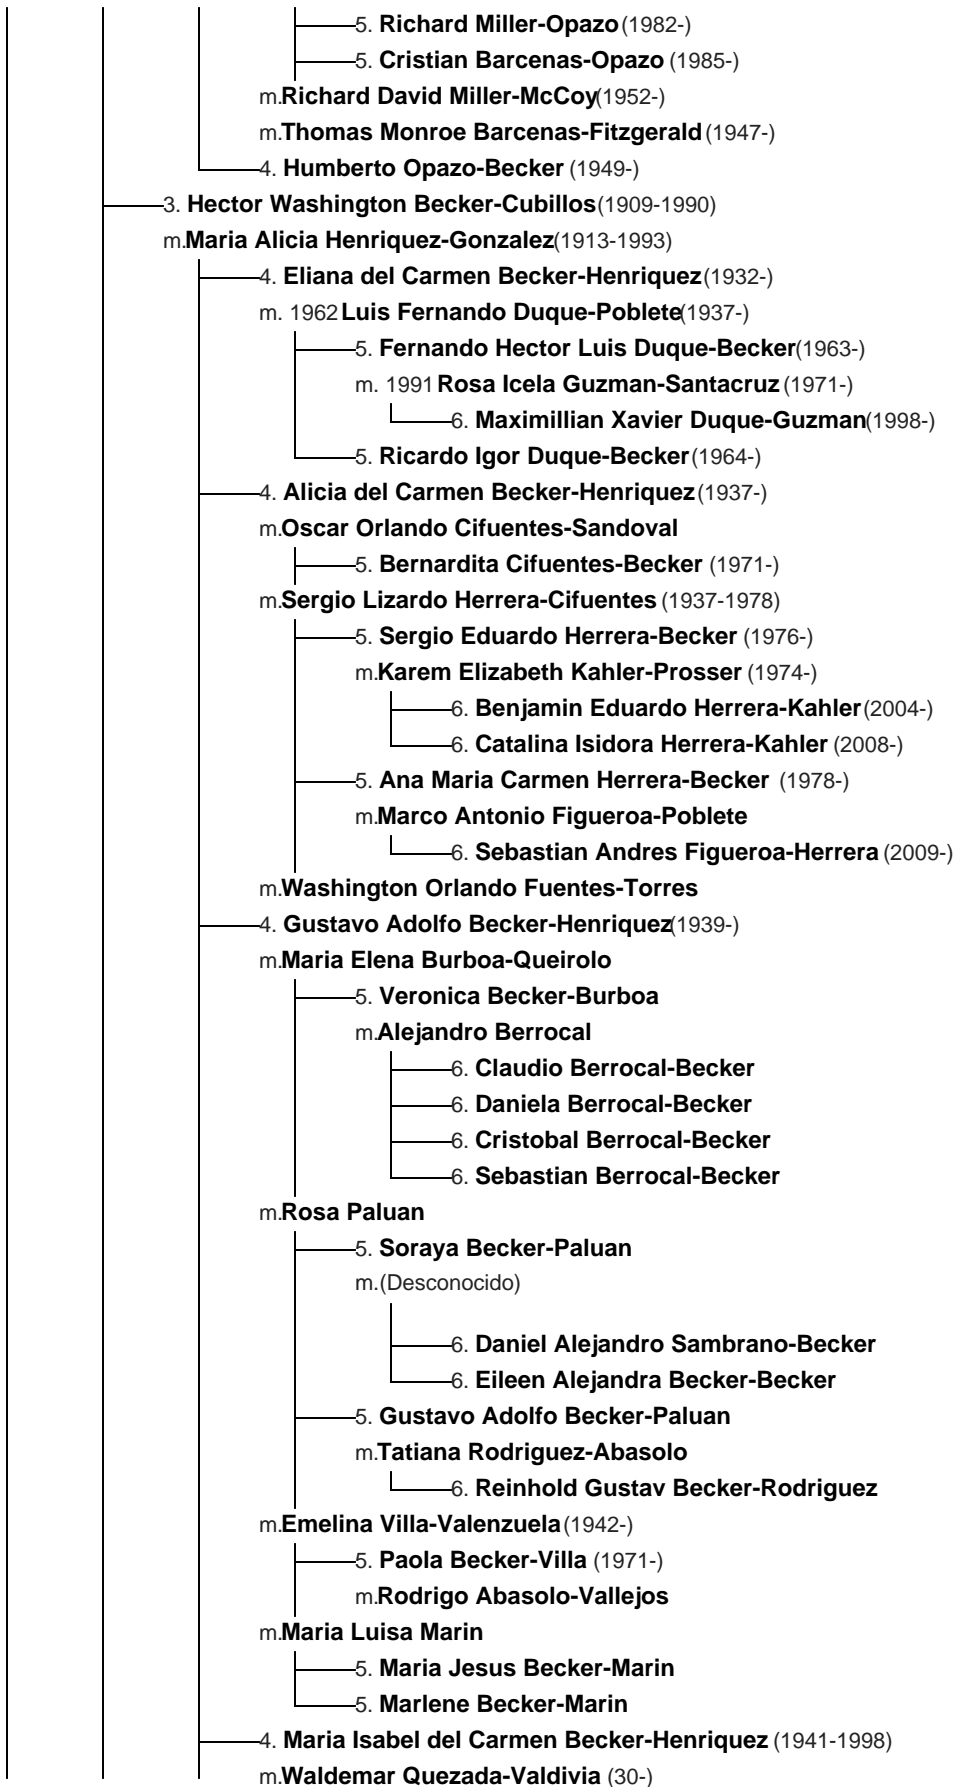 5. Richard Miller-Opazo (1982-)
5. Cristian Barcenas-Opazo (1985-)
m. Richard David Miller-McCoy (1952-)
m. Thomas Monroe Barcenas-Fitzgerald (1947-)
4. Humberto Opazo-Becker (1949-)
3. Hector Washington Becker-Cubillos (1909-1990)
m. Maria Alicia Henriquez-Gonzalez (1913-1993)
4. Eliana del Carmen Becker-Henriquez (1932-)
m. 1962 Luis Fernando Duque-Poblete (1937-)
5. Fernando Hector Luis Duque-Becker (1963-)
m. 1991 Rosa Icela Guzman-Santacruz (1971-)
6. Maximillian Xavier Duque-Guzman (1998-)
5. Ricardo Igor Duque-Becker (1964-)
4. Alicia del Carmen Becker-Henriquez (1937-)
m. Oscar Orlando Cifuentes-Sandoval
5. Bernardita Cifuentes-Becker (1971-)
m. Sergio Lizardo Herrera-Cifuentes (1937-1978)
5. Sergio Eduardo Herrera-Becker (1976-)
m. Karem Elizabeth Kahler-Prosser (1974-)
6. Benjamin Eduardo Herrera-Kahler (2004-)
6. Catalina Isidora Herrera-Kahler (2008-)
5. Ana Maria Carmen Herrera-Becker (1978-)
m. Marco Antonio Figueroa-Poblete
6. Sebastian Andres Figueroa-Herrera (2009-)
m. Washington Orlando Fuentes-Torres
4. Gustavo Adolfo Becker-Henriquez (1939-)
m. Maria Elena Burboa-Queirolo
5. Veronica Becker-Burboa
m. Alejandro Berrocal
6. Claudio Berrocal-Becker
6. Daniela Berrocal-Becker
6. Cristobal Berrocal-Becker
6. Sebastian Berrocal-Becker
m. Rosa Paluan
5. Soraya Becker-Paluan
m. (Desconocido)
6. Daniel Alejandro Sambrano-Becker
6. Eileen Alejandra Becker-Becker
5. Gustavo Adolfo Becker-Paluan
m. Tatiana Rodriguez-Abasolo
6. Reinhold Gustav Becker-Rodriguez
m. Emelina Villa-Valenzuela (1942-)
5. Paola Becker-Villa (1971-)
m. Rodrigo Abasolo-Vallejos
m. Maria Luisa Marin
5. Maria Jesus Becker-Marin
5. Marlene Becker-Marin
4. Maria Isabel del Carmen Becker-Henriquez (1941-1998)
m. Waldemar Quezada-Valdivia (30-)